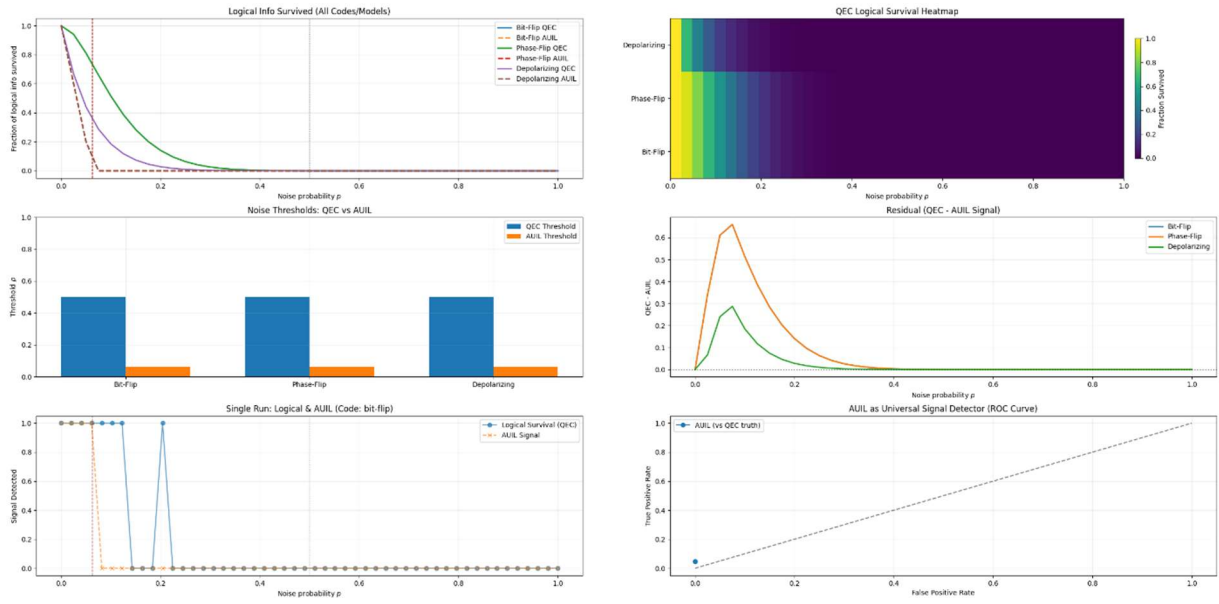 Logical Info Survived (All Codes/Models)
Fraction of logical info survived
1.0
0.8
0.6
0.4
0.2
0.0
Bit-Flip QEC
Bit-Flip AUIL
Phase-Flip QEC
Phase-Flip AUIL
Depolarizing QEC
Depolarizing AUIL
0.0 0.2 0.4 0.6 0.8 1.0
Noise probability p
QEC Logical Survival Heatmap
Depolarizing
Phase-Flip
Bit-Flip
0.0 0.2 0.4 0.6 0.8 1.0
Noise probability p
1.0
0.8
0.6
0.4
0.2
0.0
Fraction Survived
Noise Thresholds: QEC vs AUIL
Threshold p
1.0
0.8
0.6
0.4
0.2
0.0
QEC Threshold
AUIL Threshold
Bit-Flip Phase-Flip Depolarizing
Residual (QEC - AUIL Signal)
QEC - AUIL
0.6
0.5
0.4
0.3
0.2
0.1
0.0
Bit-Flip
Phase-Flip
Depolarizing
0.0 0.2 0.4 0.6 0.8 1.0
Noise probability p
Single Run: Logical & AUIL (Code: bit-flip)
Signal Detected
1.0
0.8
0.6
0.4
0.2
0.0
Logical Survival (QEC)
AUIL Signal
0.0 0.2 0.4 0.6 0.8 1.0
Noise probability p
AUIL as Universal Signal Detector (ROC Curve)
True Positive Rate
1.0
0.8
0.6
0.4
0.2
0.0
AUIL (vs QEC truth)
0.0 0.2 0.4 0.6 0.8 1.0
False Positive Rate